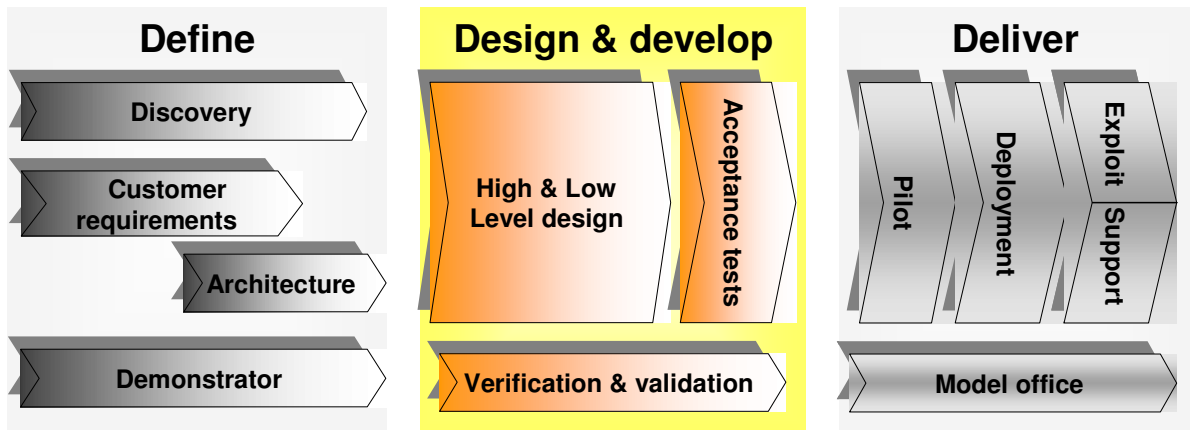 Define
Discovery
Customer
requirements
Architecture
Demonstrator
Design & develop
High & Low
Level design
Acceptance tests
Verification & validation
Deliver
Pilot
Deployment
Exploit
Support
Model office